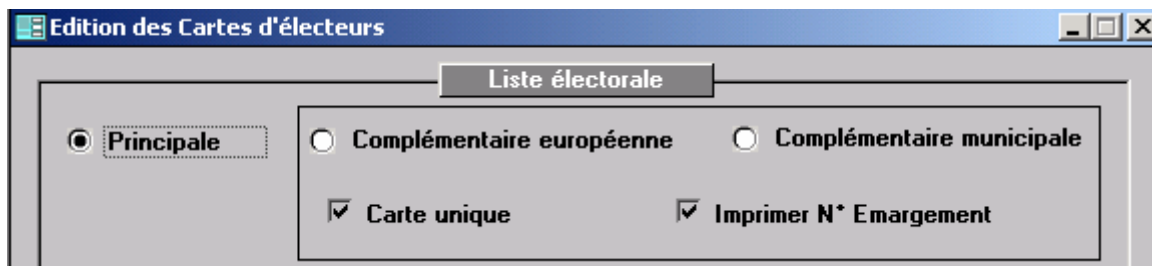 Edition des Cartes d'électeurs
Liste électorale
Principale Complémentaire européenne Complémentaire municipale
Carte unique Imprimer N° Emargement